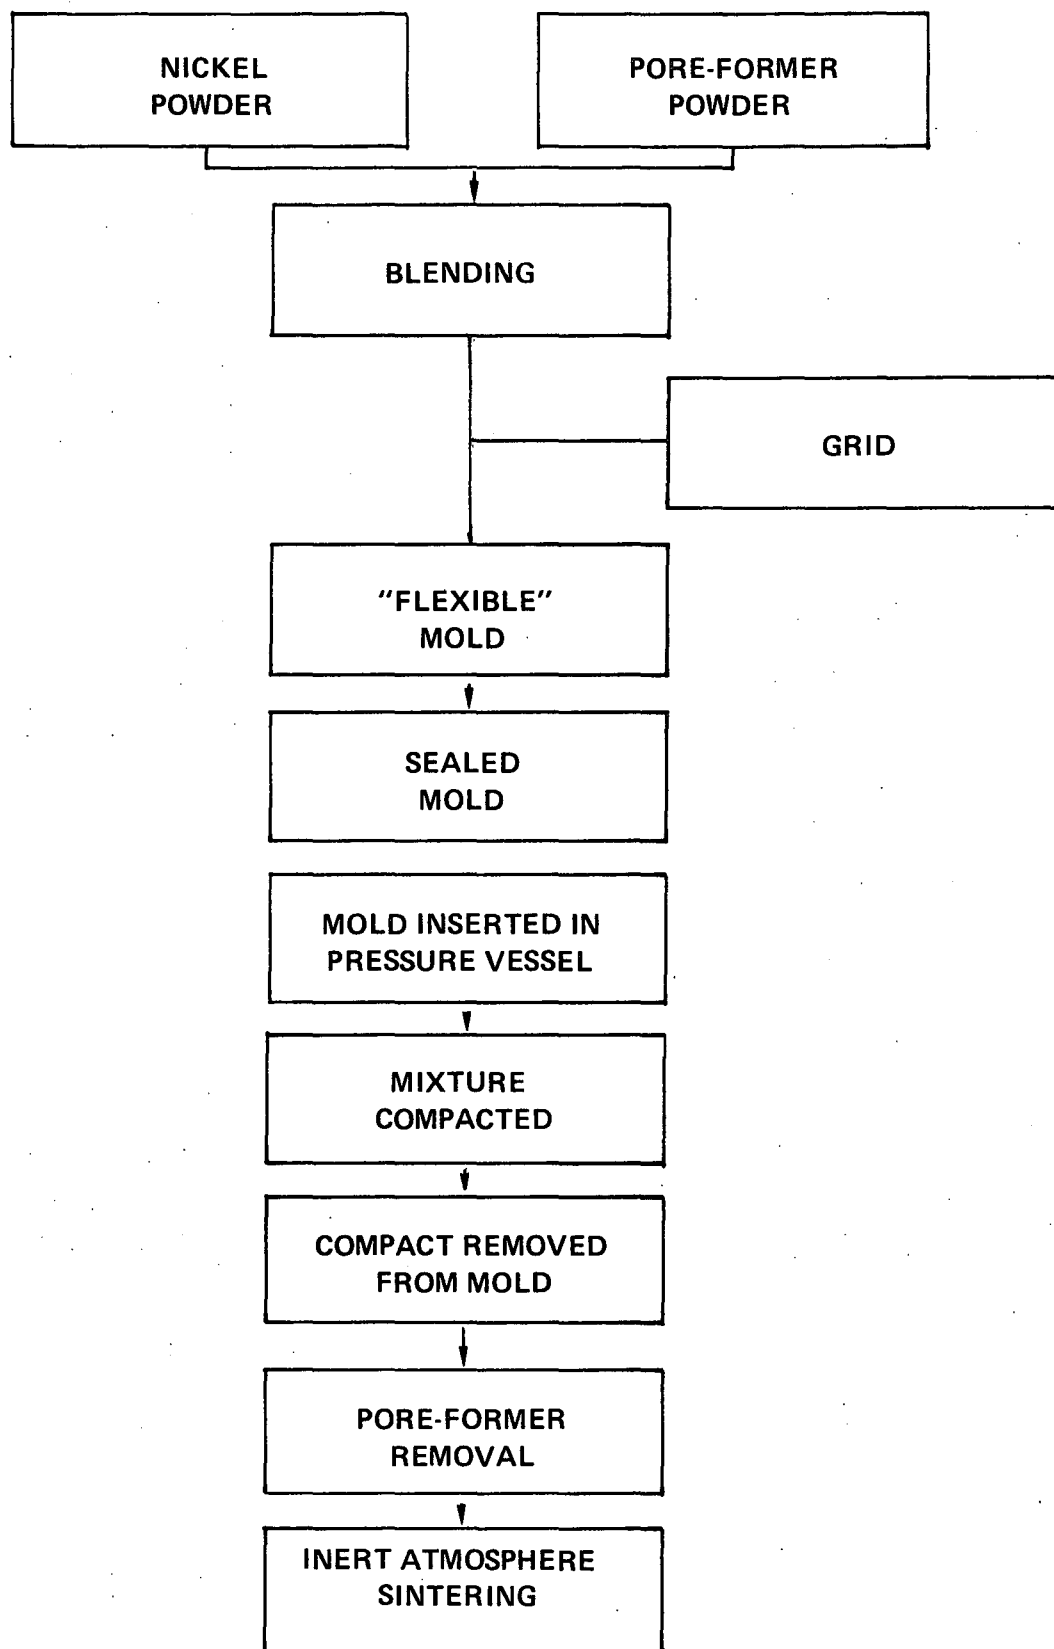 NICKEL
POWDER
PORE-FORMER
POWDER
BLENDING
GRID
"FLEXIBLE"
MOLD
SEALED
MOLD
MOLD INSERTED IN
PRESSURE VESSEL
MIXTURE
COMPACTED
COMPACT REMOVED
FROM MOLD
PORE-FORMER
REMOVAL
INERT ATMOSPHERE
SINTERING